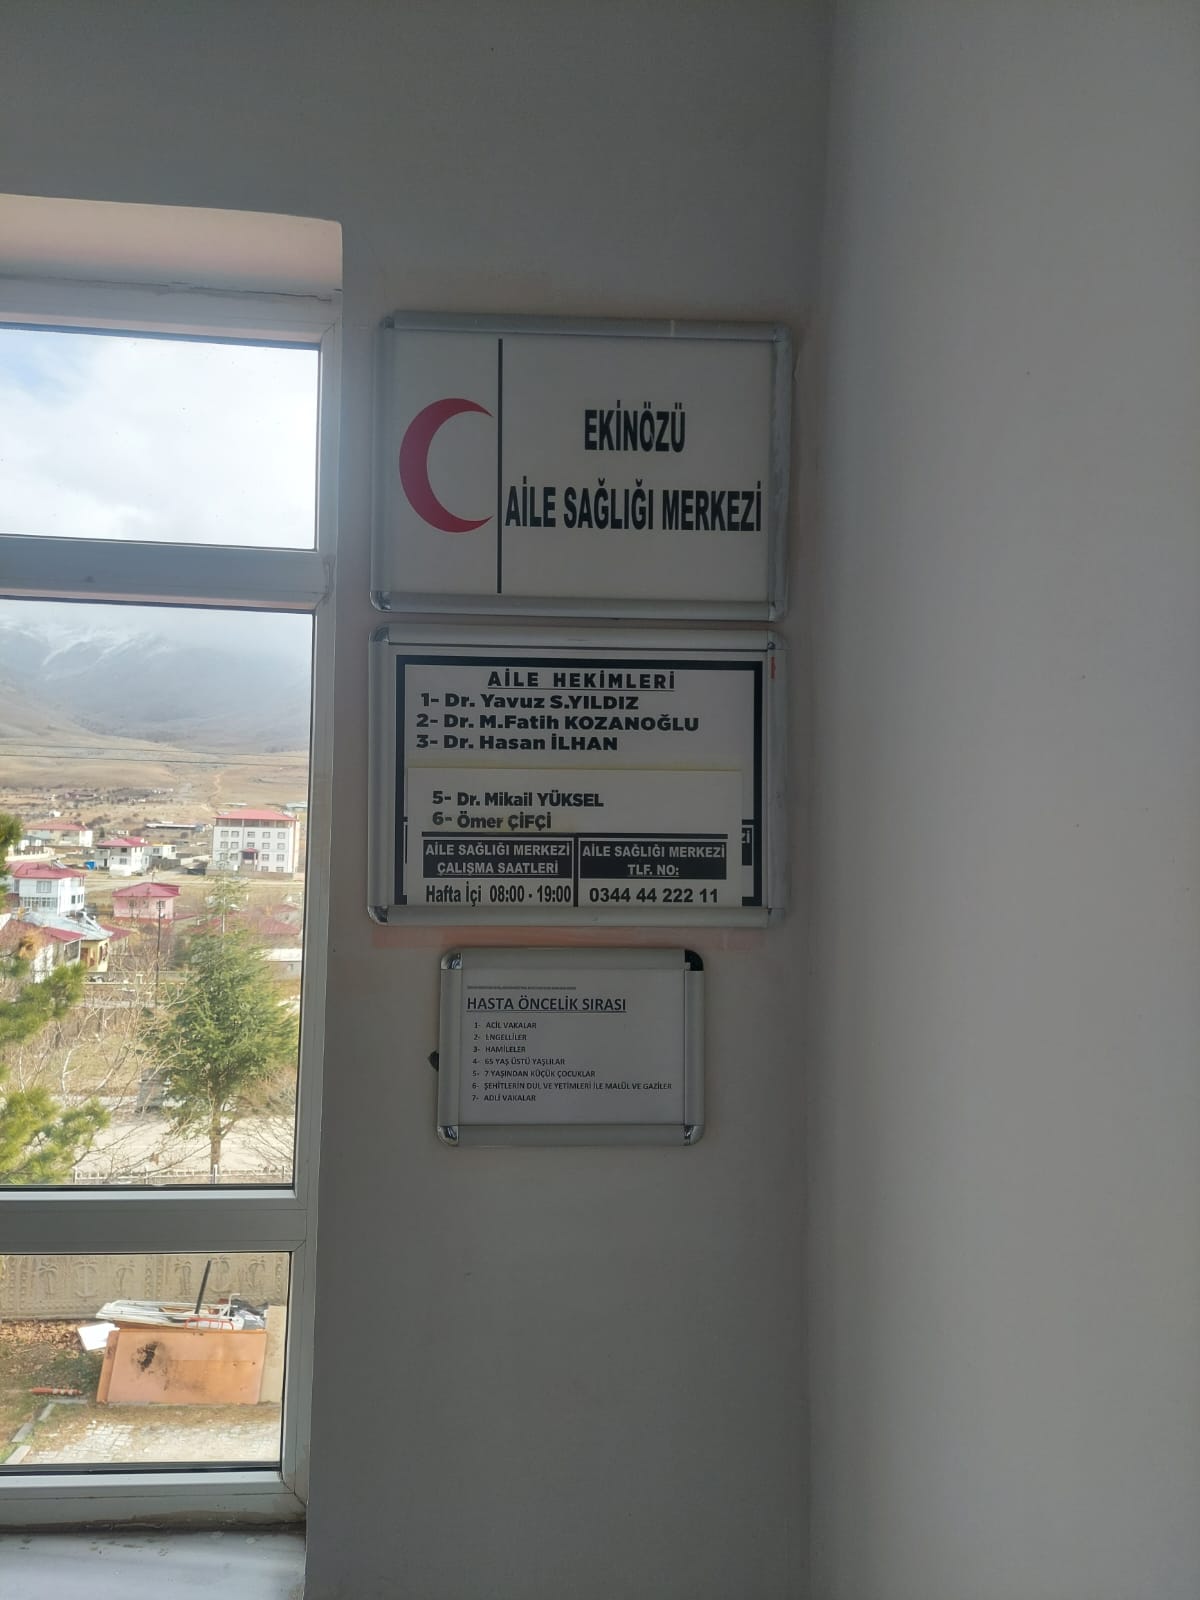 EKİNÖZÜ
AİLE SAĞLIĞI MERKEZİ
AİLE HEKİMLERİ
1- Dr. Yavuz S.YILDIZ
2- Dr. M.Fatih KOZANOĞLU
3- Dr. Hasan İLHAN
5- Dr. Mikail YÜKSEL
6- Ömer ÇİFÇİ
AİLE SAĞLIĞI MERKEZİ
ÇALIŞMA SAATLERİ
Hafta İçi 08:00 - 19:00
AİLE SAĞLIĞI MERKEZİ
TLF. NO:
0344 44 222 11
HASTA ÖNCELİK SIRASI
1- ACİL VAKALAR
2- ENGELLİLER
3- HAMİLELER
4- 65 YAŞ ÜSTÜ YAŞLILAR
5- 7 YAŞINDAN KÜÇÜK ÇOCUKLAR
6- ŞEHİTLERİN DUL VE YETİMLERİ İLE MALÜL VE GAZİLER
7- ADLİ VAKALAR